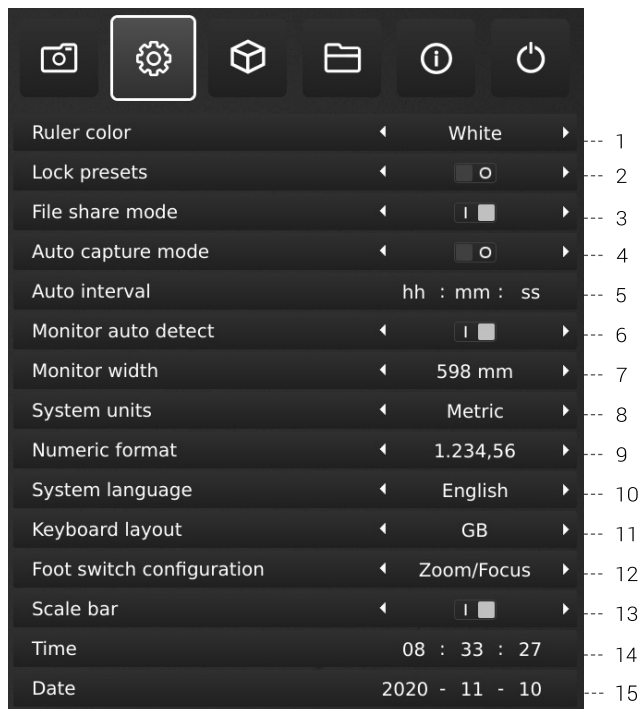 Ruler color White 1
Lock presets O 2
File share mode I 3
Auto capture mode O 4
Auto interval hh : mm : ss 5
Monitor auto detect I 6
Monitor width 598 mm 7
System units Metric 8
Numeric format 1.234,56 9
System language English 10
Keyboard layout GB 11
Foot switch configuration Zoom/Focus 12
Scale bar I 13
Time 08 : 33 : 27 14
Date 2020 - 11 - 10 15